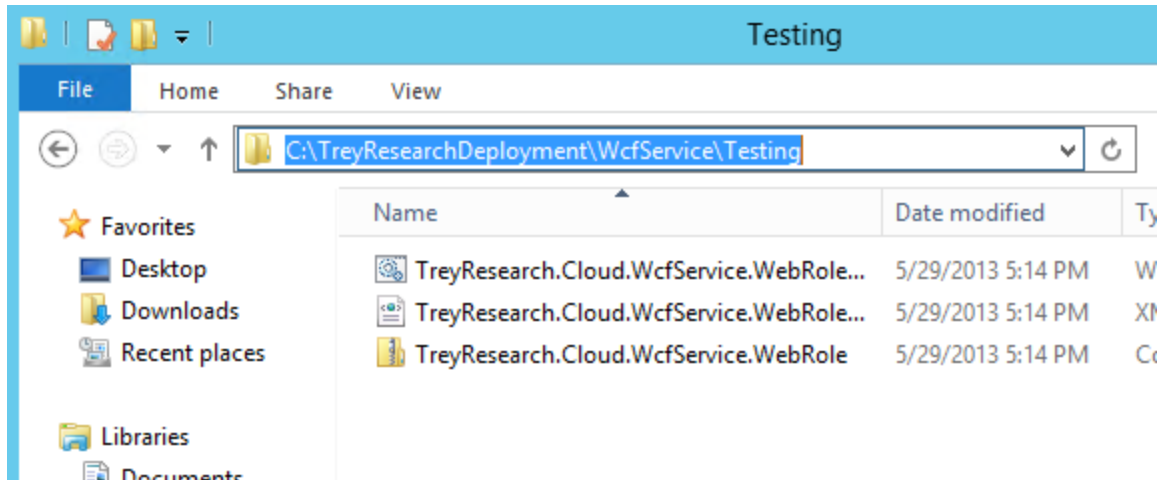 Testing
File Home Share View
C:\TreyResearchDeployment\WcfService\Testing
Name Date modified
Favorites
Desktop
Downloads
Recent places
Libraries
Documents
TreyResearch.Cloud.WcfService.WebRole... 5/29/2013 5:14 PM
TreyResearch.Cloud.WcfService.WebRole... 5/29/2013 5:14 PM
TreyResearch.Cloud.WcfService.WebRole 5/29/2013 5:14 PM